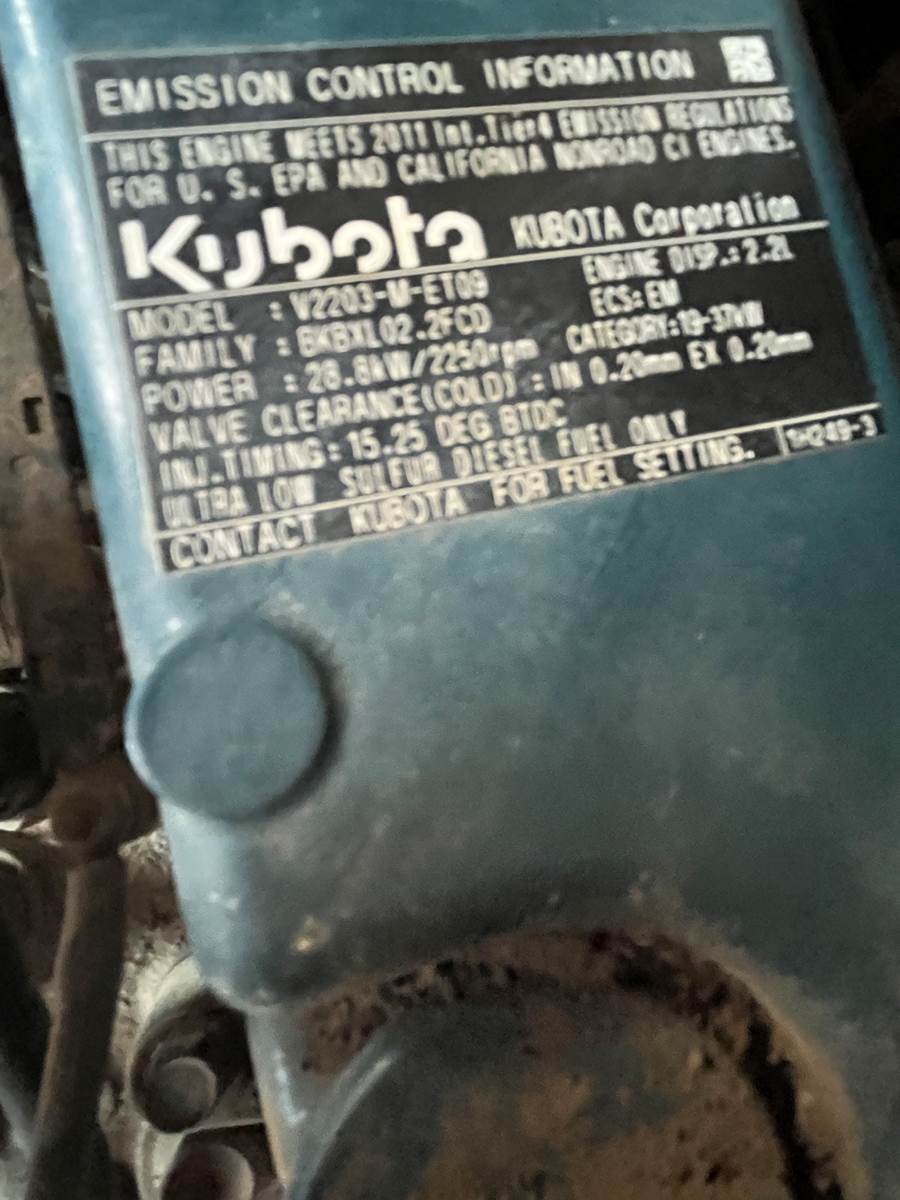 EMISSION CONTROL INFORMATION
THIS ENGINE MEETS 2011 Int.Tier4 EMISSION REGULATIONS
FOR U. S. EPA AND CALIFORNIA NONROAD CI ENGINES.
Kubota KUBOTA Corporation
MODEL : V2203-M-ET09 ENGINE DISP.: 2.2L
FAMILY : BKBXL02.2FCD ECS: EM
POWER : 28.8kW/2250rpm CATEGORY:19-37kW
VALVE CLEARANCE(COLD) : IN 0.20mm EX 0.20mm
INJ.TIMING: 15.25 DEG BTDC
ULTRA LOW SULFUR DIESEL FUEL ONLY
CONTACT KUBOTA FOR FUEL SETTING. 1H249-3